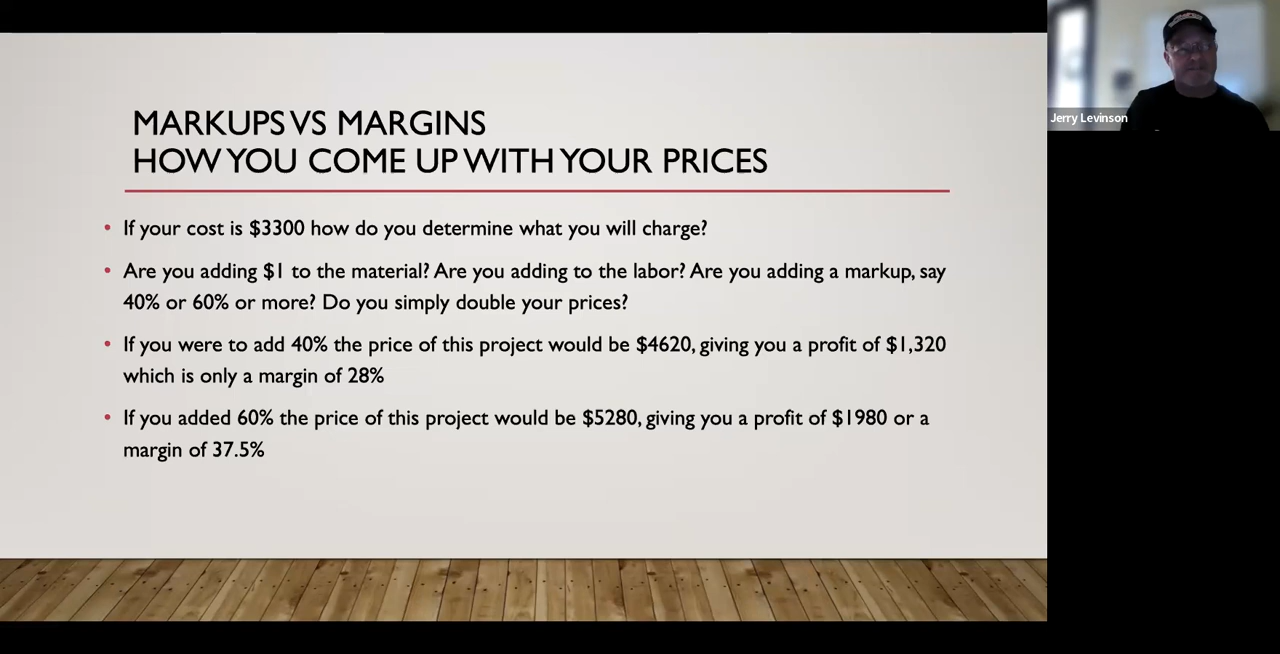 MARKUPS VS MARGINS
HOW YOU COME UP WITH YOUR PRICES
• If your cost is $3300 how do you determine what you will charge?
• Are you adding $1 to the material? Are you adding to the labor? Are you adding a markup, say
40% or 60% or more? Do you simply double your prices?
• If you were to add 40% the price of this project would be $4620, giving you a profit of $1,320
which is only a margin of 28%
• If you added 60% the price of this project would be $5280, giving you a profit of $1980 or a
margin of 37.5%
Jerry Levinson